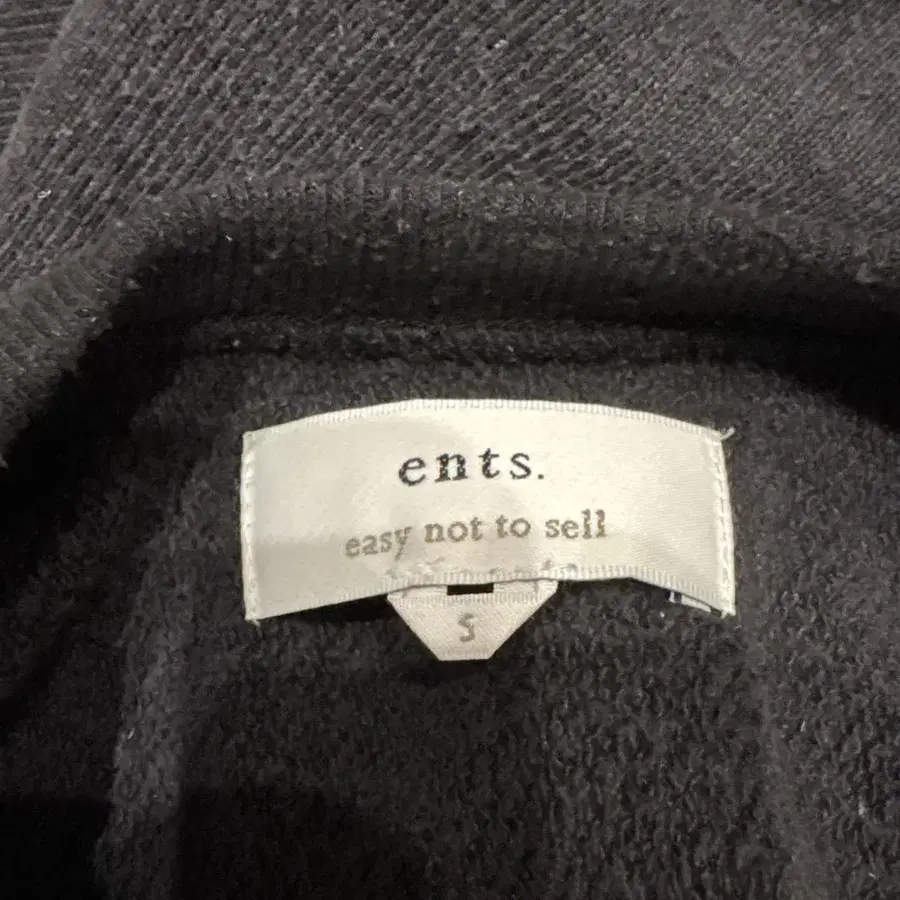 ents.
easy not to sell
S